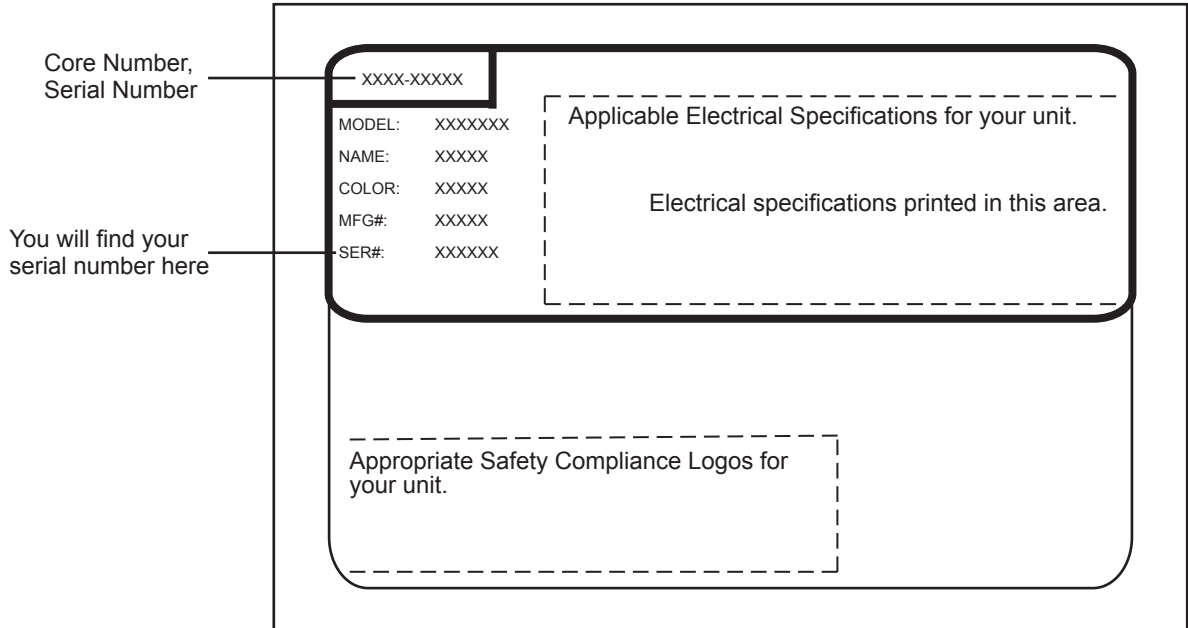 Core Number,
Serial Number
XXXX-XXXXX
MODEL: XXXXXXX
NAME: XXXXX
COLOR: XXXXX
MFG#: XXXXX
SER#: XXXXXX
You will find your
serial number here
Applicable Electrical Specifications for your unit.
Electrical specifications printed in this area.
Appropriate Safety Compliance Logos for
your unit.